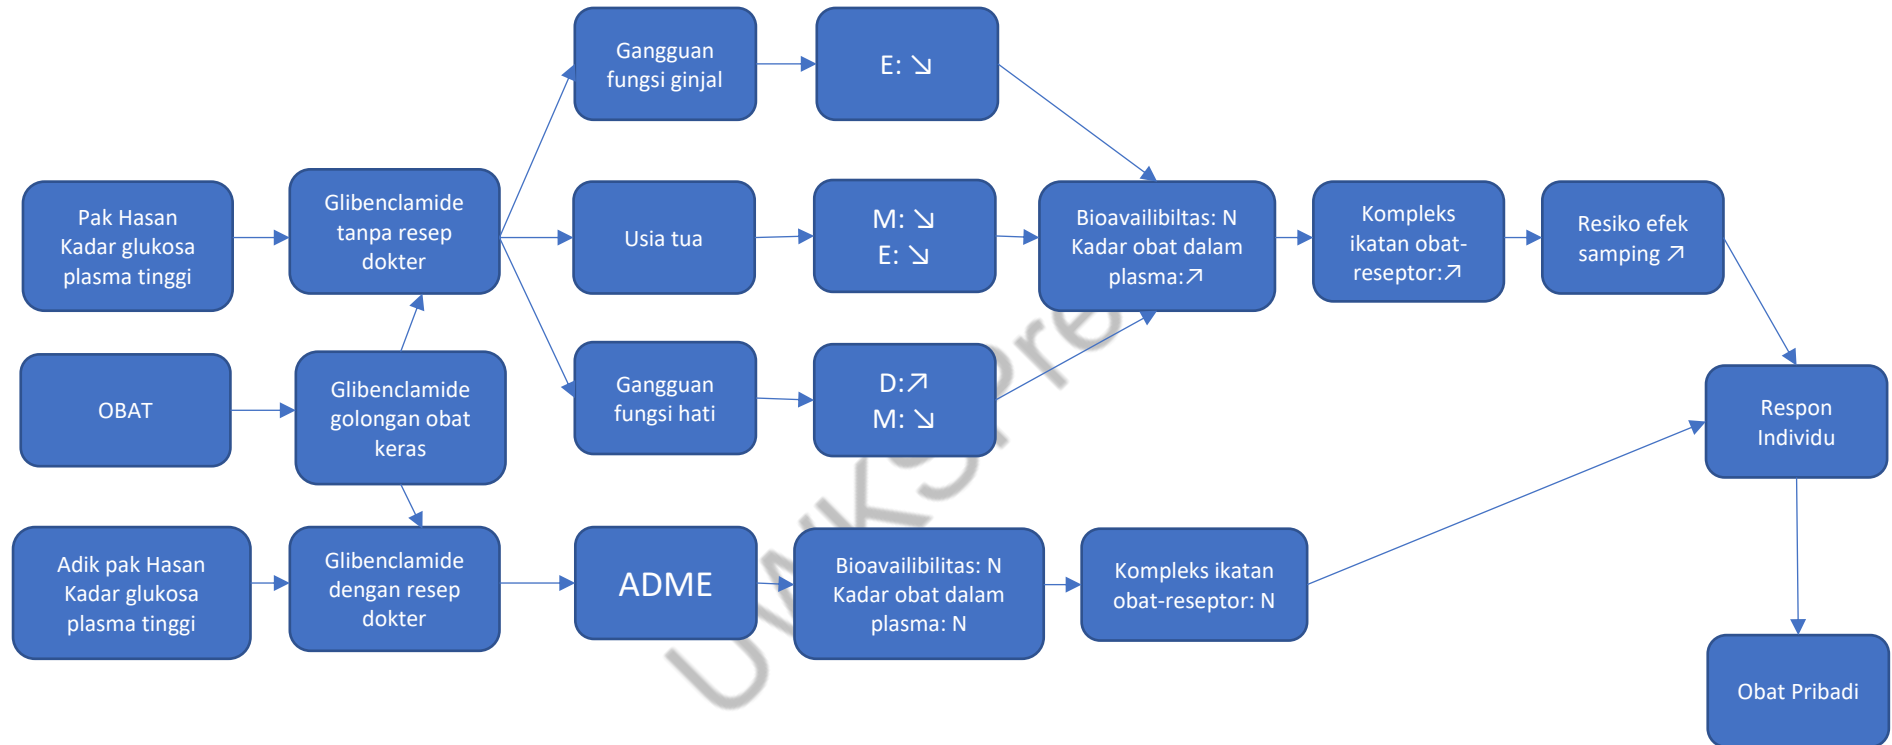 Gangguan
fungsi ginjal
E: ↘
Pak Hasan
Kadar glukosa
plasma tinggi
Glibenclamide
tanpa resep
dokter
Usia tua
M: ↘
E: ↘
Bioavailibiltas: N
Kadar obat dalam
plasma:↗
Kompleks
ikatan obat-
reseptor:↗
Resiko efek
samping ↗
OBAT
Glibenclamide
golongan obat
keras
Gangguan
fungsi hati
D:↗
M: ↘
Respon
Individu
Adik pak Hasan
Kadar glukosa
plasma tinggi
Glibenclamide
dengan resep
dokter
ADME
Bioavailibilitas: N
Kadar obat dalam
plasma: N
Kompleks ikatan
obat-reseptor: N
Obat Pribadi